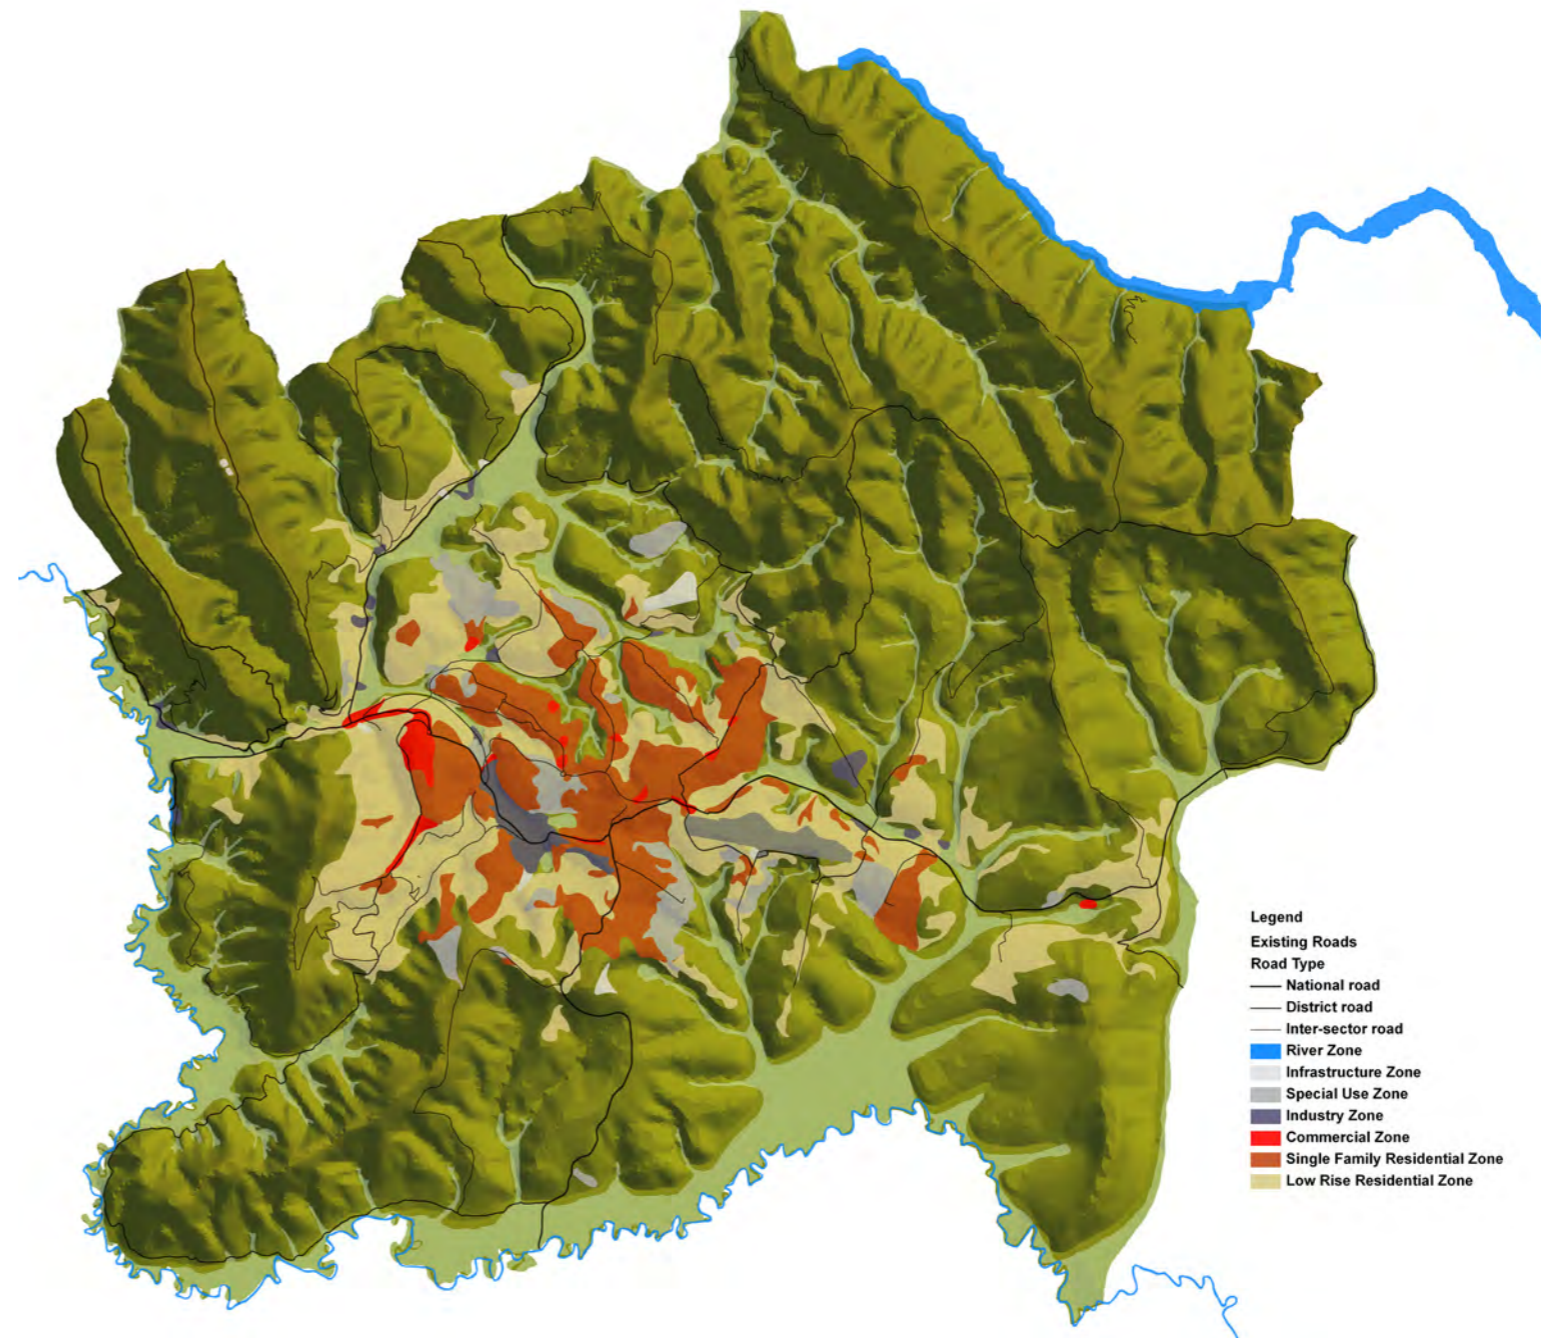 Legend
Existing Roads
Road Type
National road
District road
Inter-sector road
River Zone
Infrastructure Zone
Special Use Zone
Industry Zone
Commercial Zone
Single Family Residential Zone
Low Rise Residential Zone